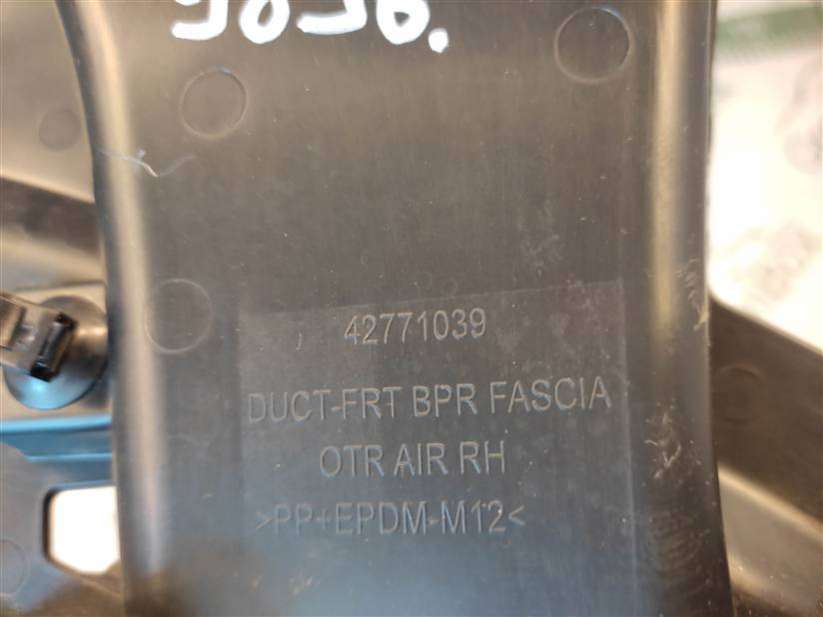 42771039
DUCT-FRT BPR FASCIA
OTR AIR RH
>PP+EPDM-M12<